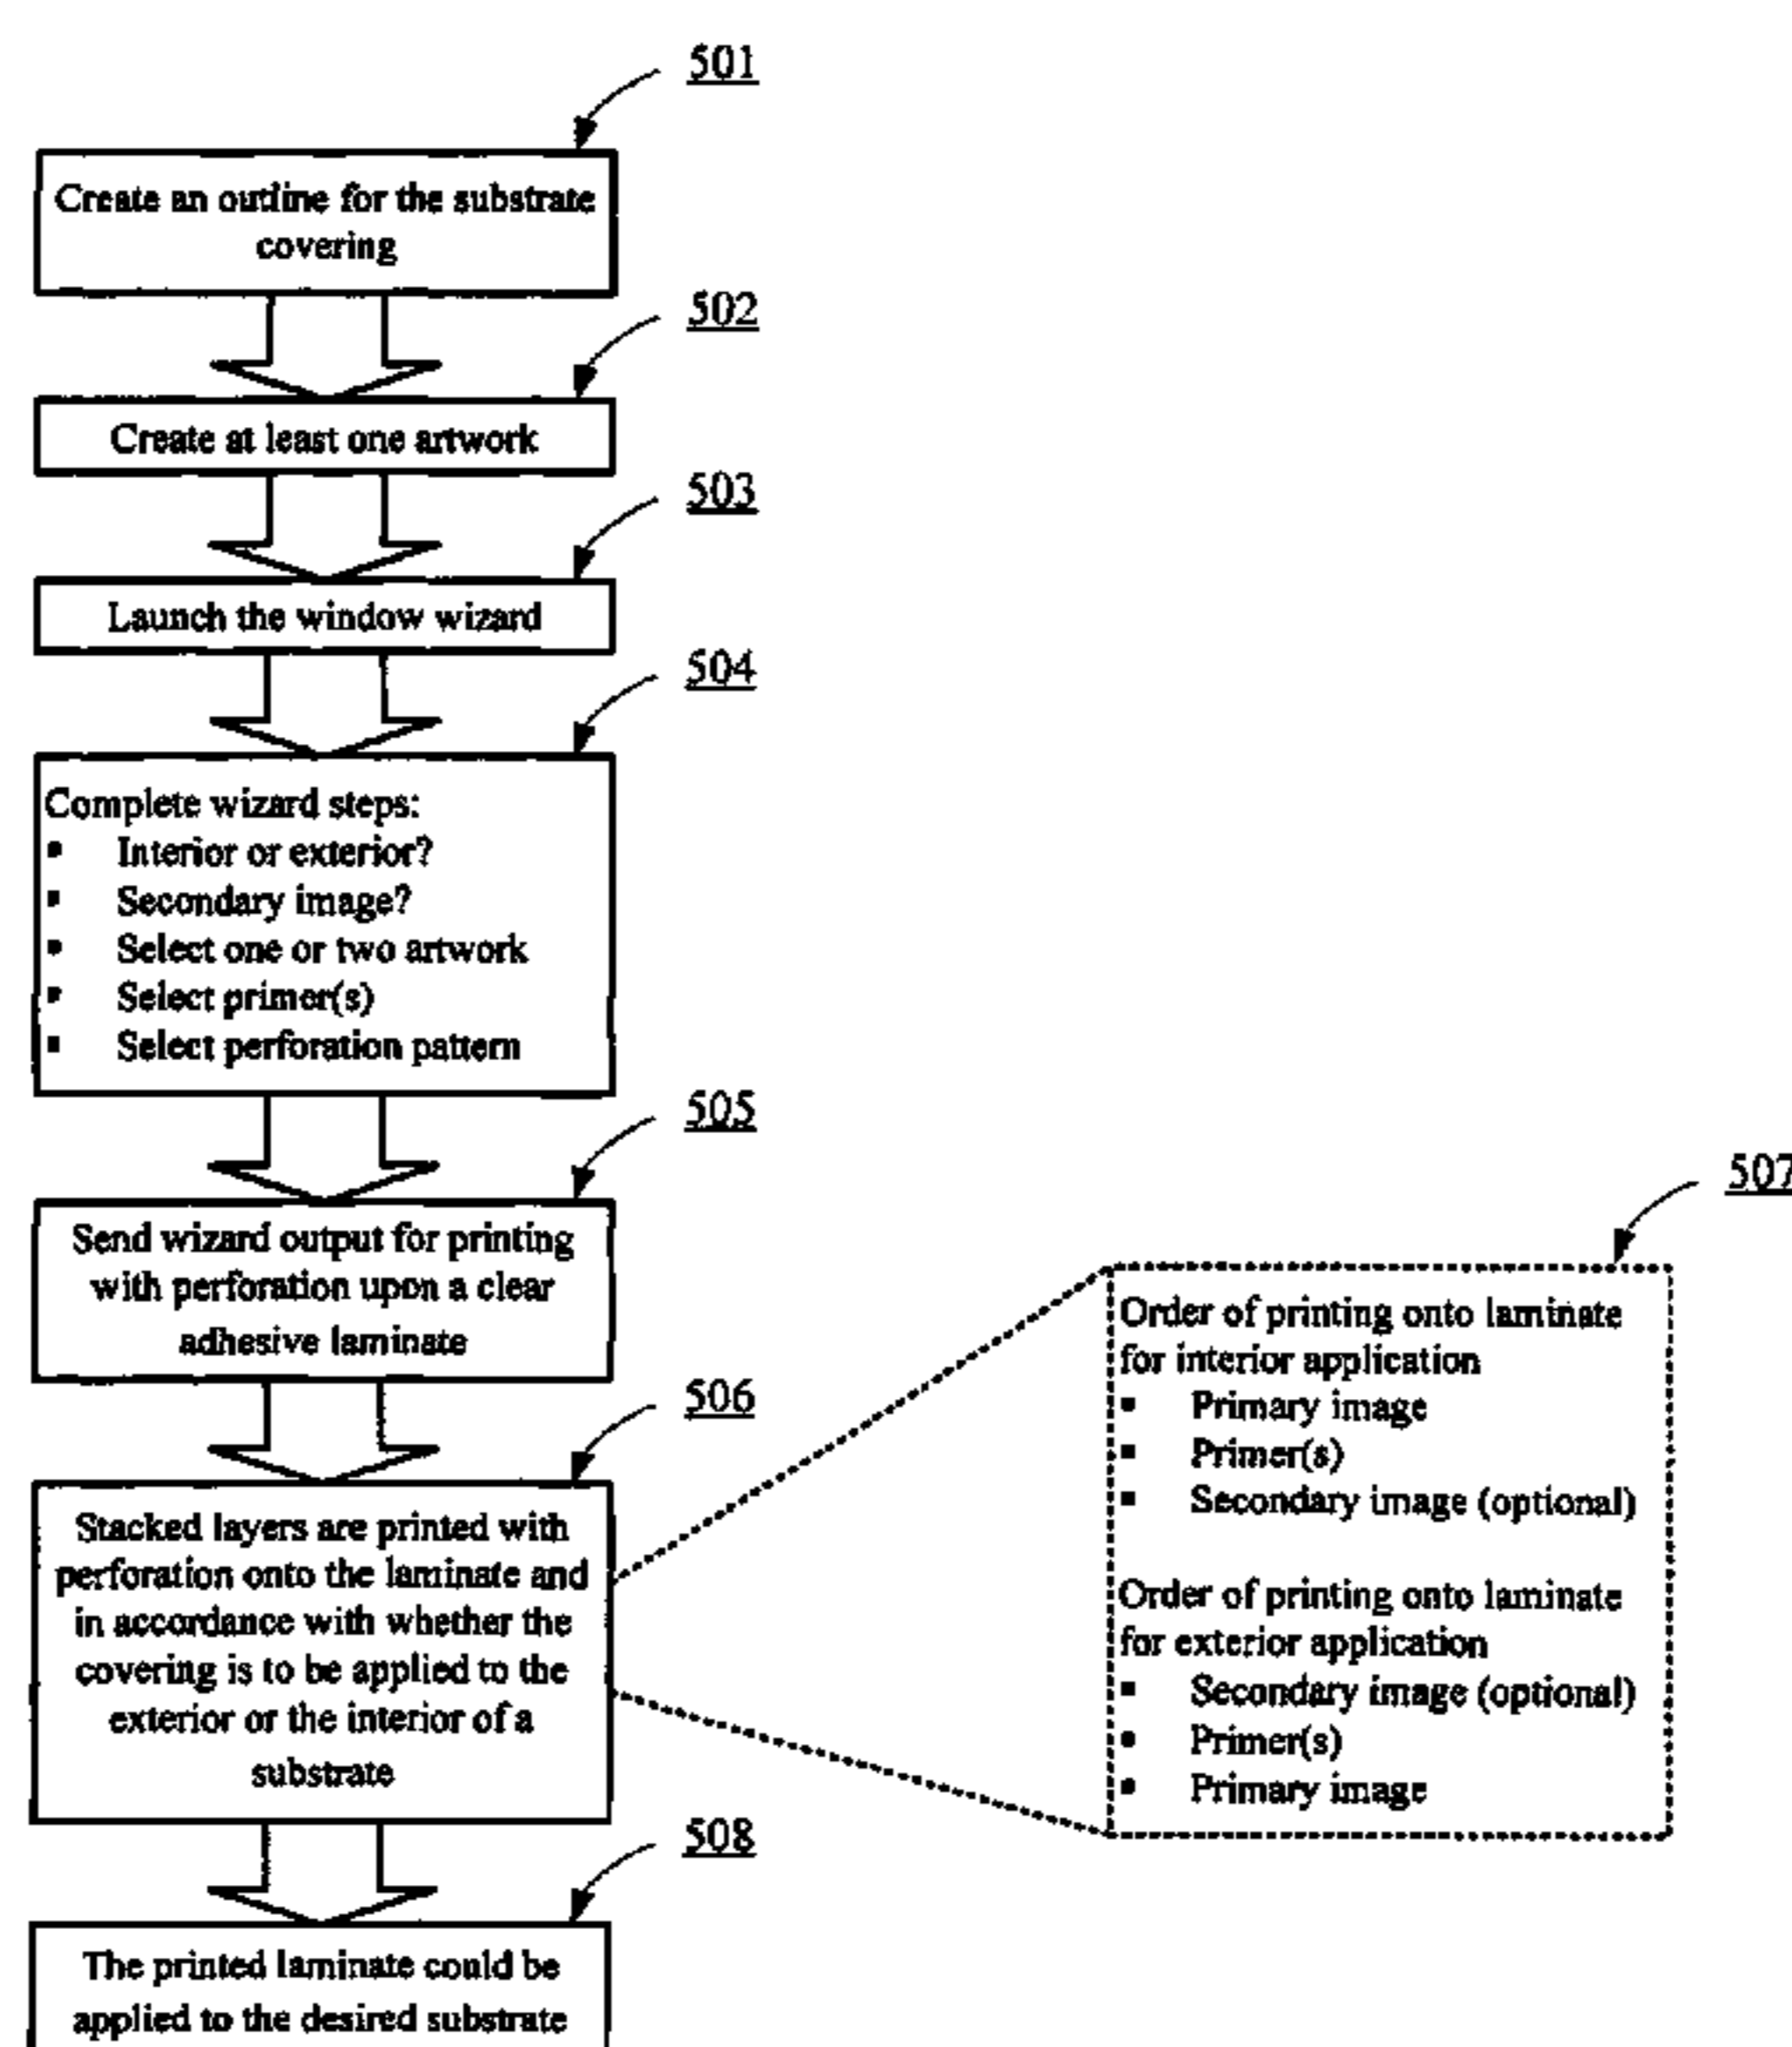 501
Create an outline for the substrate
covering
502
Create at least one artwork
503
Launch the window wizard
504
Complete wizard steps:
▪ Interior or exterior?
▪ Secondary image?
▪ Select one or two artwork
▪ Select primer(s)
▪ Select perforation pattern
505
Send wizard output for printing
with perforation upon a clear
adhesive laminate
506
Stacked layers are printed with
perforation onto the laminate and
in accordance with whether the
covering is to be applied to the
exterior or the interior of a
substrate
507
Order of printing onto laminate
for interior application
▪ Primary image
▪ Primer(s)
▪ Secondary image (optional)
Order of printing onto laminate
for exterior application
▪ Secondary image (optional)
▪ Primer(s)
▪ Primary image
508
The printed laminate could be
applied to the desired substrate